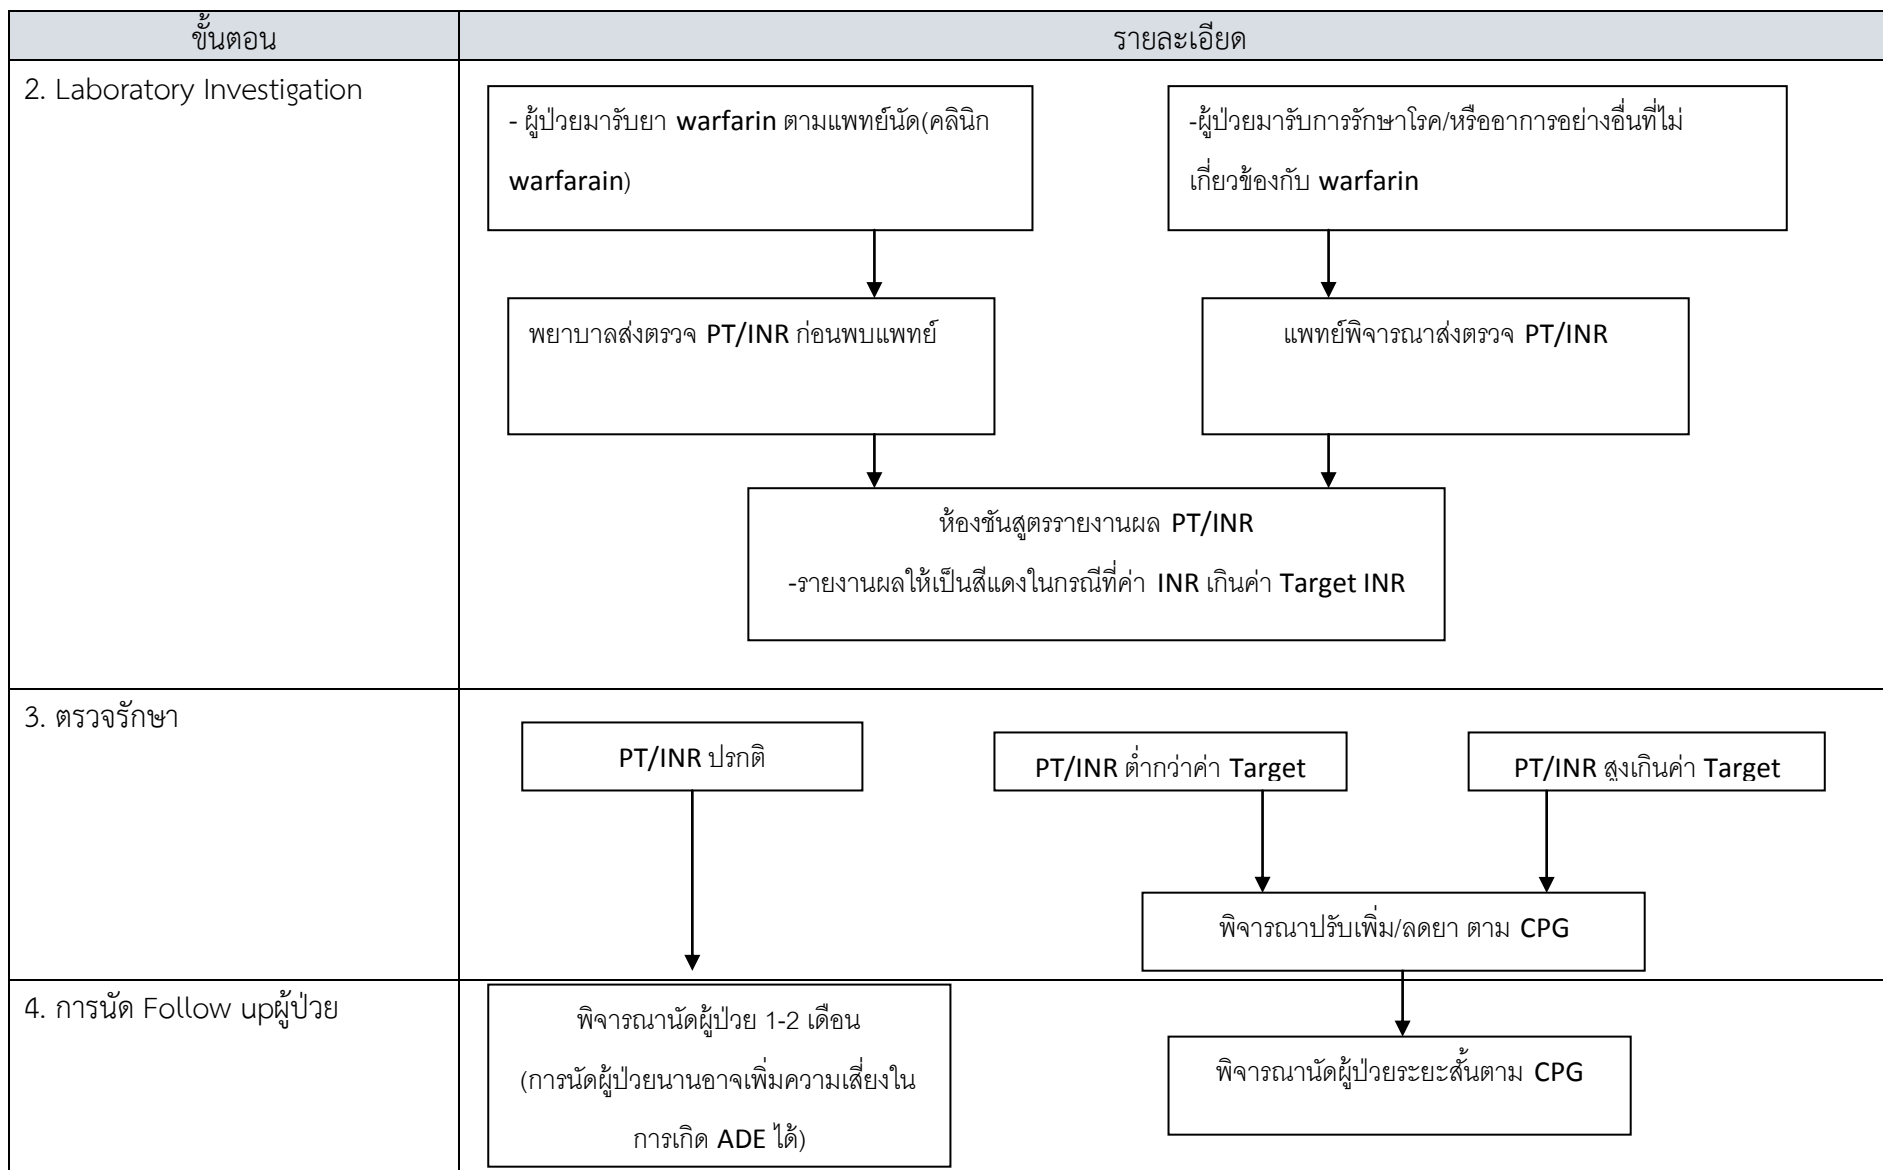 ขั้นตอน
รายละเอียด
2. Laboratory Investigation
- ผู้ป่วยมารับยา warfarin ตามแพทย์นัด(คลินิก
warfarain)
-ผู้ป่วยมารับการรักษาโรค/หรืออาการอย่างอื่นที่ไม่
เกี่ยวข้องกับ warfarin
พยาบาลส่งตรวจ PT/INR ก่อนพบแพทย์
แพทย์พิจารณาส่งตรวจ PT/INR
ห้องชันสูตรรายงานผล PT/INR
-รายงานผลให้เป็นสีแดงในกรณีที่ค่า INR เกินค่า Target INR
3. ตรวจรักษา
PT/INR ปรกติ
PT/INR ต่ำกว่าค่า Target
PT/INR สูงเกินค่า Target
พิจารณาปรับเพิ่ม/ลดยา ตาม CPG
4. การนัด Follow upผู้ป่วย
พิจารณานัดผู้ป่วย 1-2 เดือน
(การนัดผู้ป่วยนานอาจเพิ่มความเสี่ยงใน
การเกิด ADE ได้)
พิจารณานัดผู้ป่วยระยะสั้นตาม CPG